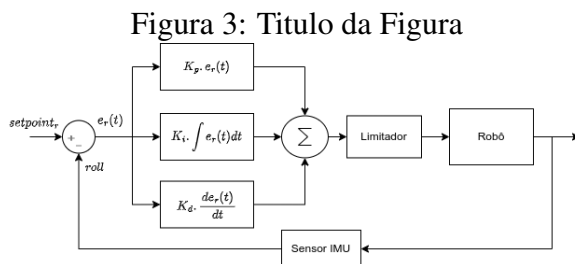 Figura 3: Titulo da Figura
K_p. e_r(t)
setpoint_r
e_r(t)
+
−
K_i. ∫ e_r(t)dt
∑
Limitador
Robô
roll
K_d. de_r(t)/dt
Sensor IMU